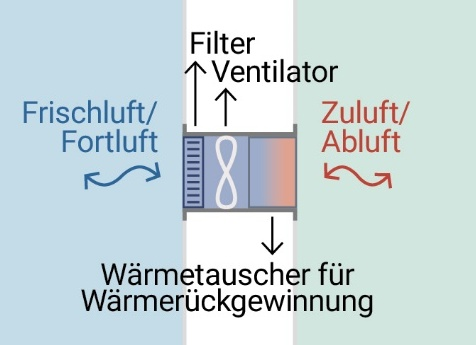 Filter
Ventilator
Frischluft/
Fortluft
Zuluft/
Abluft
Wärmetauscher für
Wärmerückgewinnung